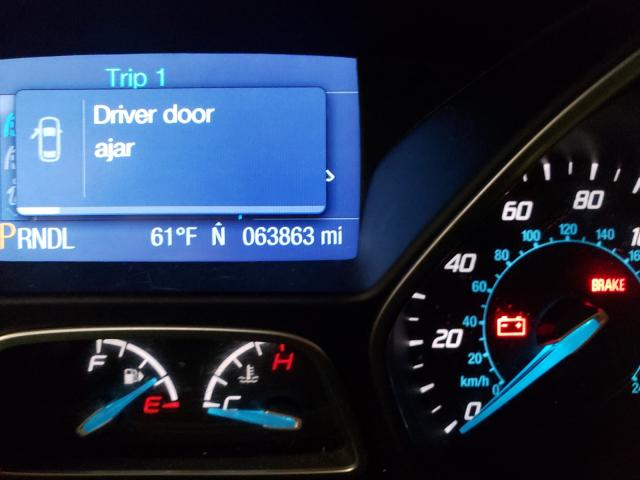 Trip 1
Driver door
ajar
PRNDL 61°F N 063863 mi
F E
C H
0 20 40 60 80
km/h 0 20 40 60 80 100 120 140
BRAKE